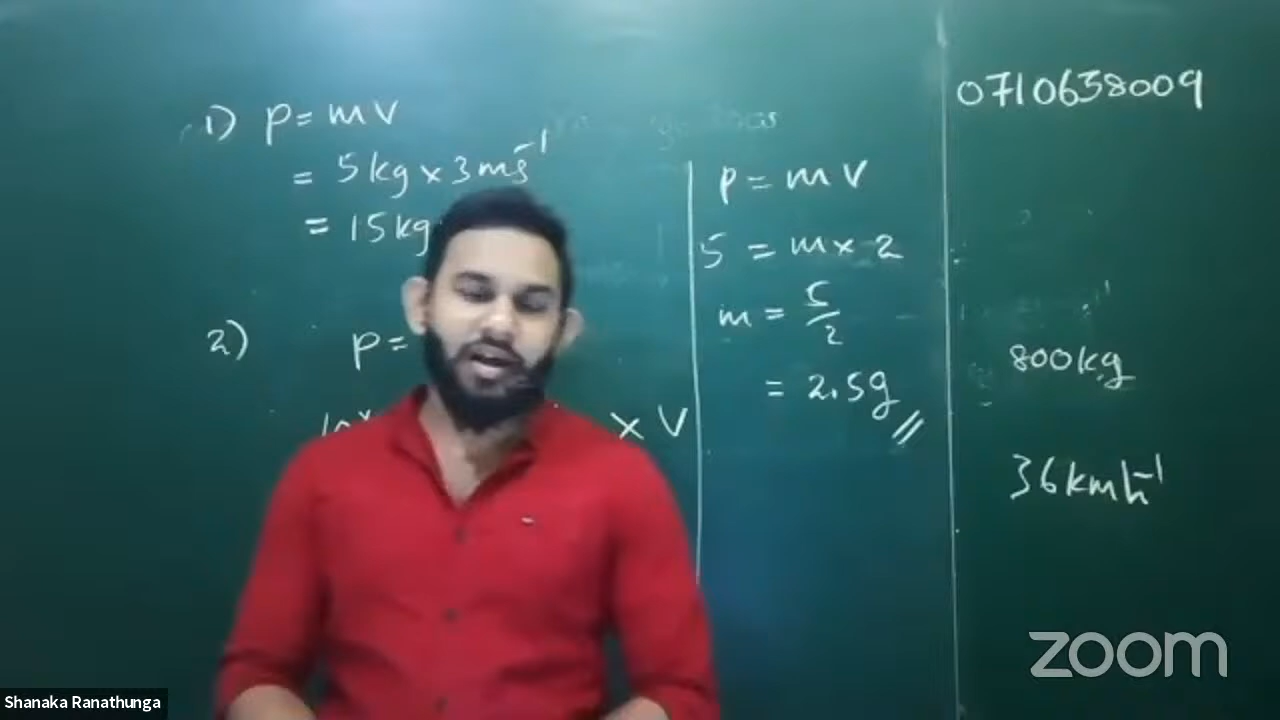 1) p = mv
= 5kg × 3ms⁻¹
= 15kg
2) p =
× V
p = mv
5 = m × 2
m = 5/2
= 2.5g //
0710638009
800kg
36kmh⁻¹
zoom
Shanaka Ranathunga